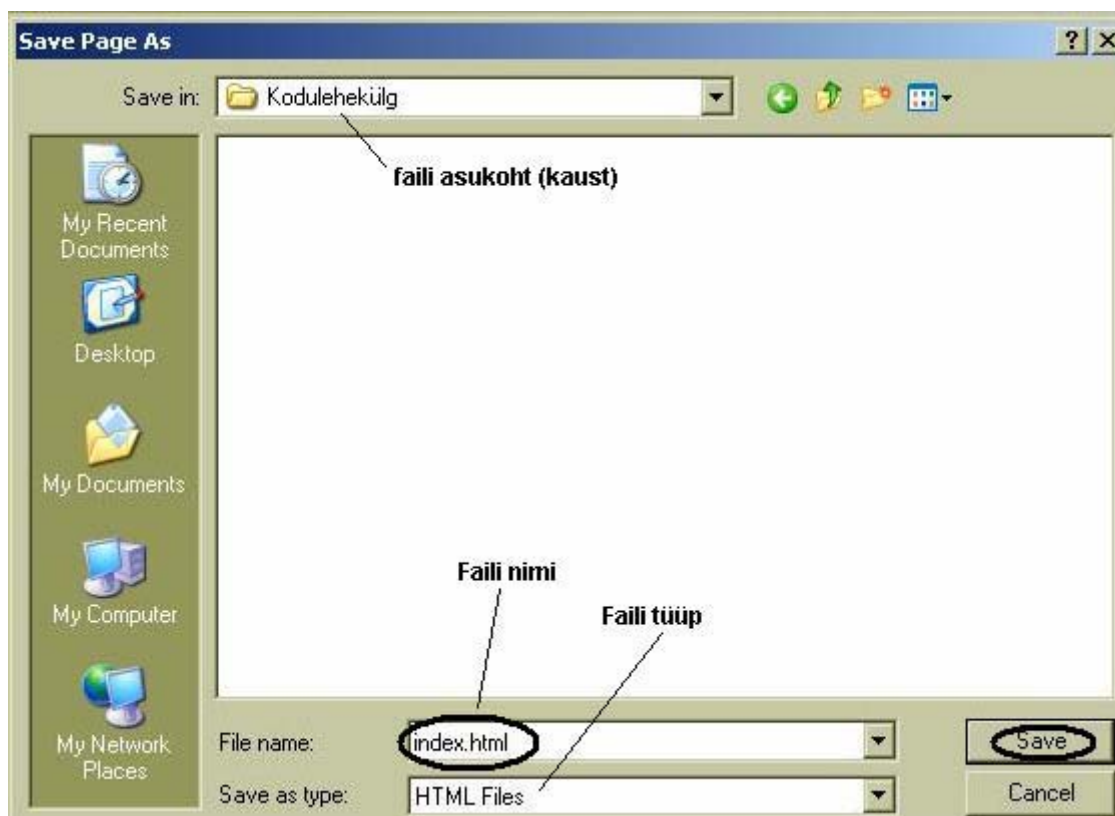 Save Page As
Save in:
Kodulehekülg
faili asukoht (kaust)
My Recent
Documents
Desktop
My Documents
My Computer
My Network
Places
Faili nimi
Faili tüüp
File name:
index.html
Save
Save as type:
HTML Files
Cancel